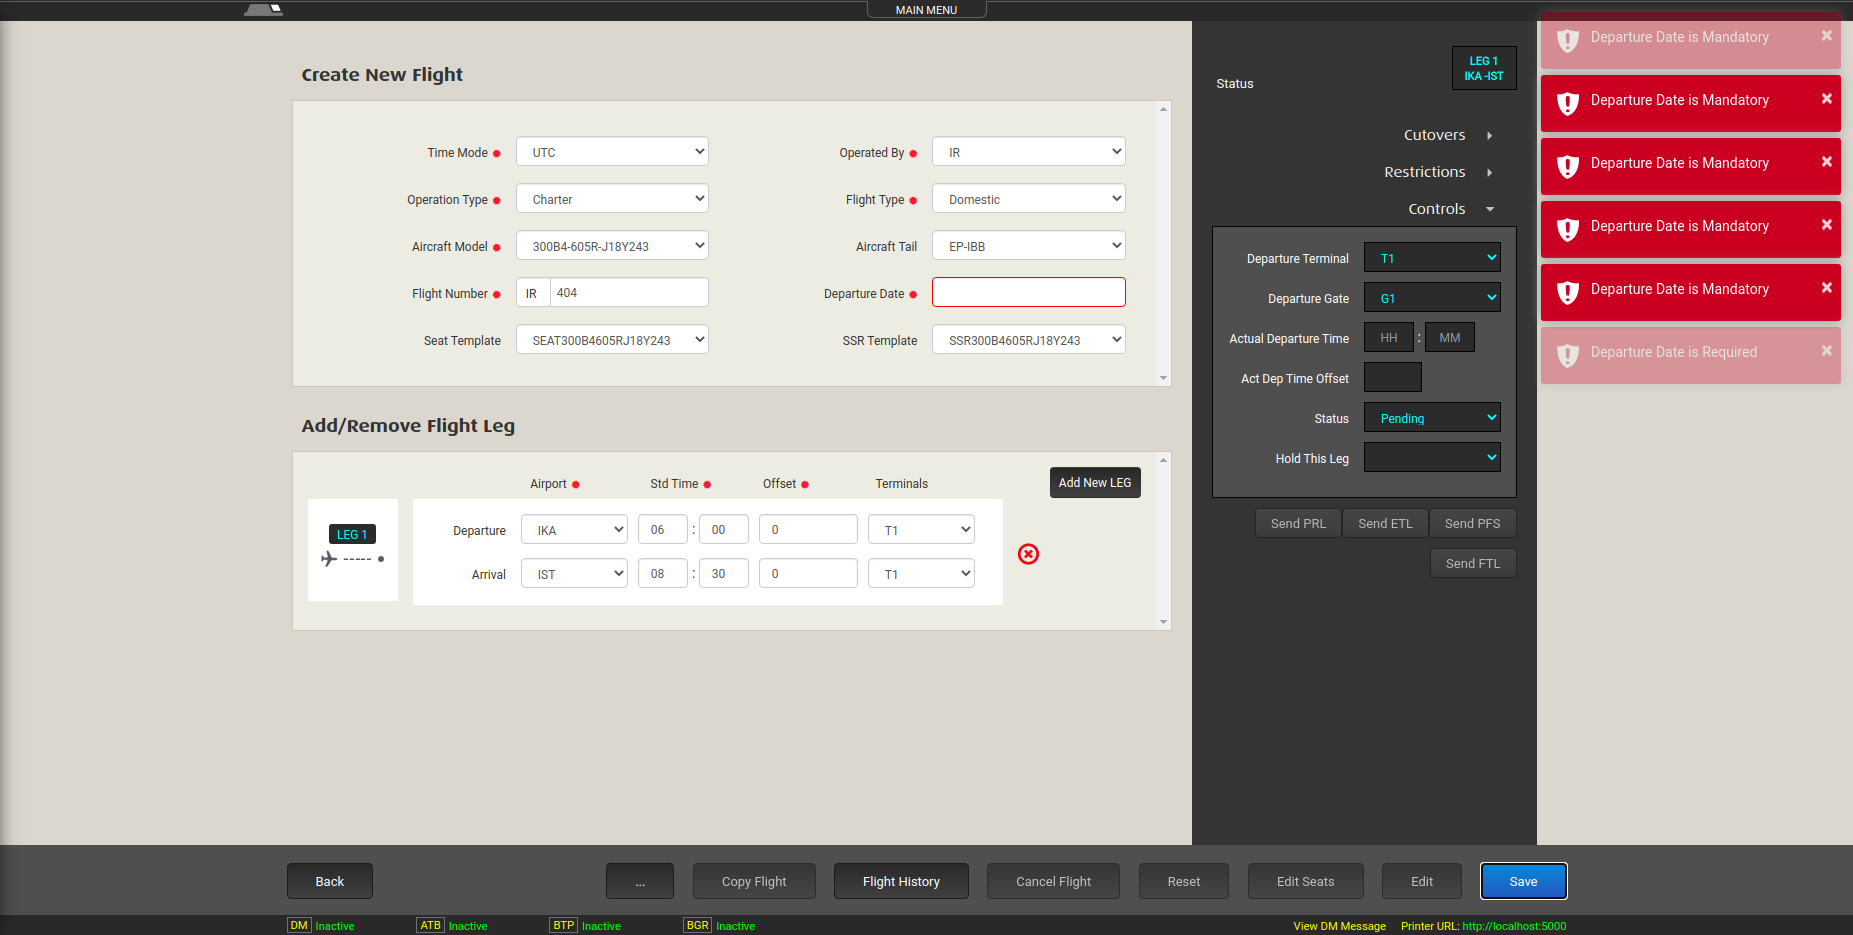 MAIN MENU
Create New Flight
Time Mode UTC Operated By IR
Operation Type Charter Flight Type Domestic
Aircraft Model 300B4-605R-J18Y243 Aircraft Tail EP-IBB
Flight Number IR 404 Departure Date
Seat Template SEAT300B4605RJ18Y243 SSR Template SSR300B4605RJ18Y243
Add/Remove Flight Leg
Airport Std Time Offset Terminals Add New LEG
LEG 1
Departure IKA 06 : 00 0 T1
Arrival IST 08 : 30 0 T1
Status
LEG 1
IKA -IST
Cutovers
Restrictions
Controls
Departure Terminal T1
Departure Gate G1
Actual Departure Time HH : MM
Act Dep Time Offset
Status Pending
Hold This Leg
Send PRL Send ETL Send PFS
Send FTL
Departure Date is Mandatory
Departure Date is Mandatory
Departure Date is Mandatory
Departure Date is Mandatory
Departure Date is Mandatory
Departure Date is Required
Back ... Copy Flight Flight History Cancel Flight Reset Edit Seats Edit Save
DM Inactive ATB Inactive BTP Inactive BGR Inactive View DM Message Printer URL: http://localhost:5000